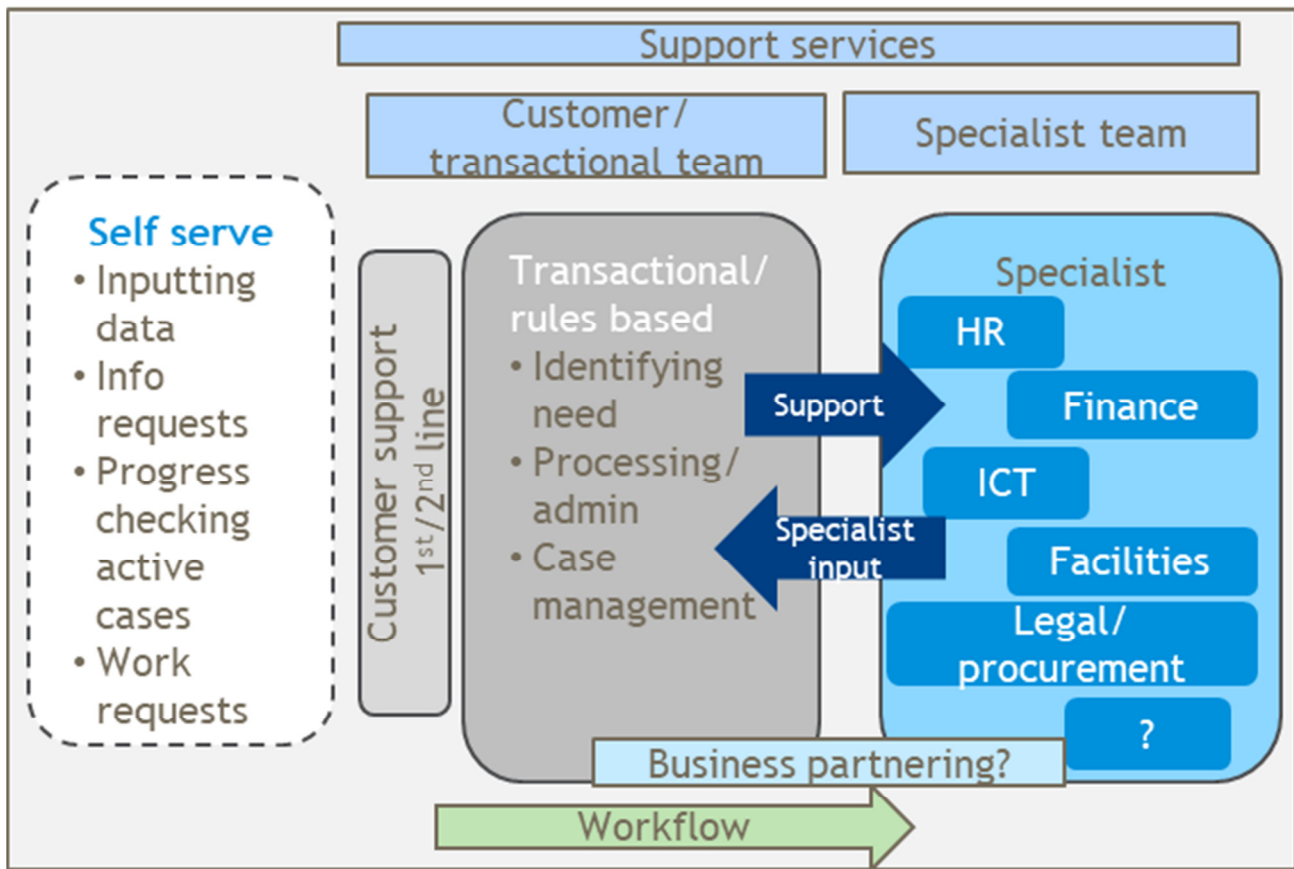 Support services
Customer/
transactional team
Specialist team
Self serve
• Inputting
data
• Info
requests
• Progress
checking
active
cases
• Work
requests
Customer support
1st/2nd line
Transactional/
rules based
• Identifying
need
• Processing/
admin
• Case
management
Support
Specialist
input
Specialist
HR
Finance
ICT
Facilities
Legal/
procurement
?
Business partnering?
Workflow